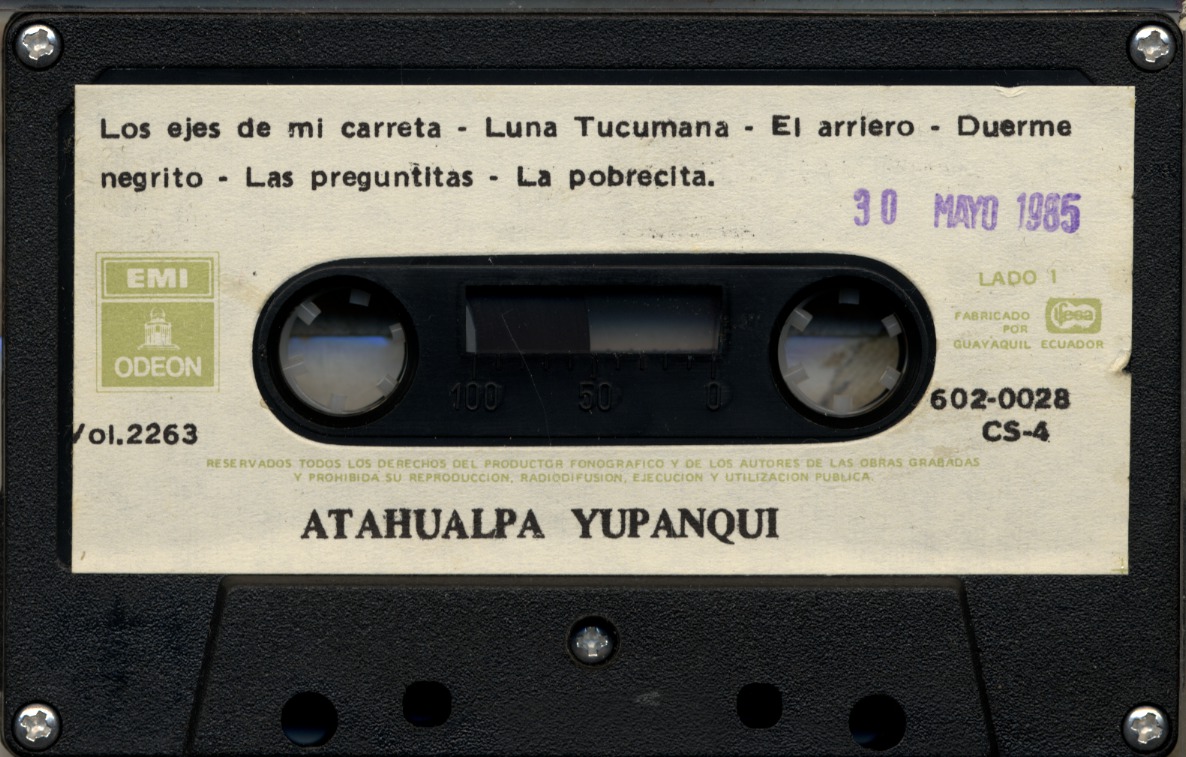 Los ejes de mi carreta - Luna Tucumana - El arriero - Duerme
negrito - Las preguntitas - La pobrecita.
30 MAYO 1985
EMI
ODEON
LADO 1
FABRICADO
POR
ifesa
GUAYAQUIL ECUADOR
100 50 0
602-0028
CS-4
Vol.2263
RESERVADOS TODOS LOS DERECHOS DEL PRODUCTOR FONOGRAFICO Y DE LOS AUTORES DE LAS OBRAS GRABADAS
Y PROHIBIDA SU REPRODUCCION, RADIODIFUSION, EJECUCION Y UTILIZACION PUBLICA.
ATAHUALPA YUPANQUI